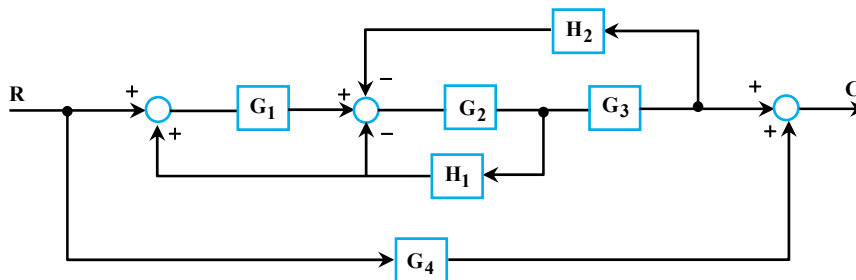 H₂
−
R
+
G₁
+
G₂
G₃
+
C
+
−
+
H₁
G₄